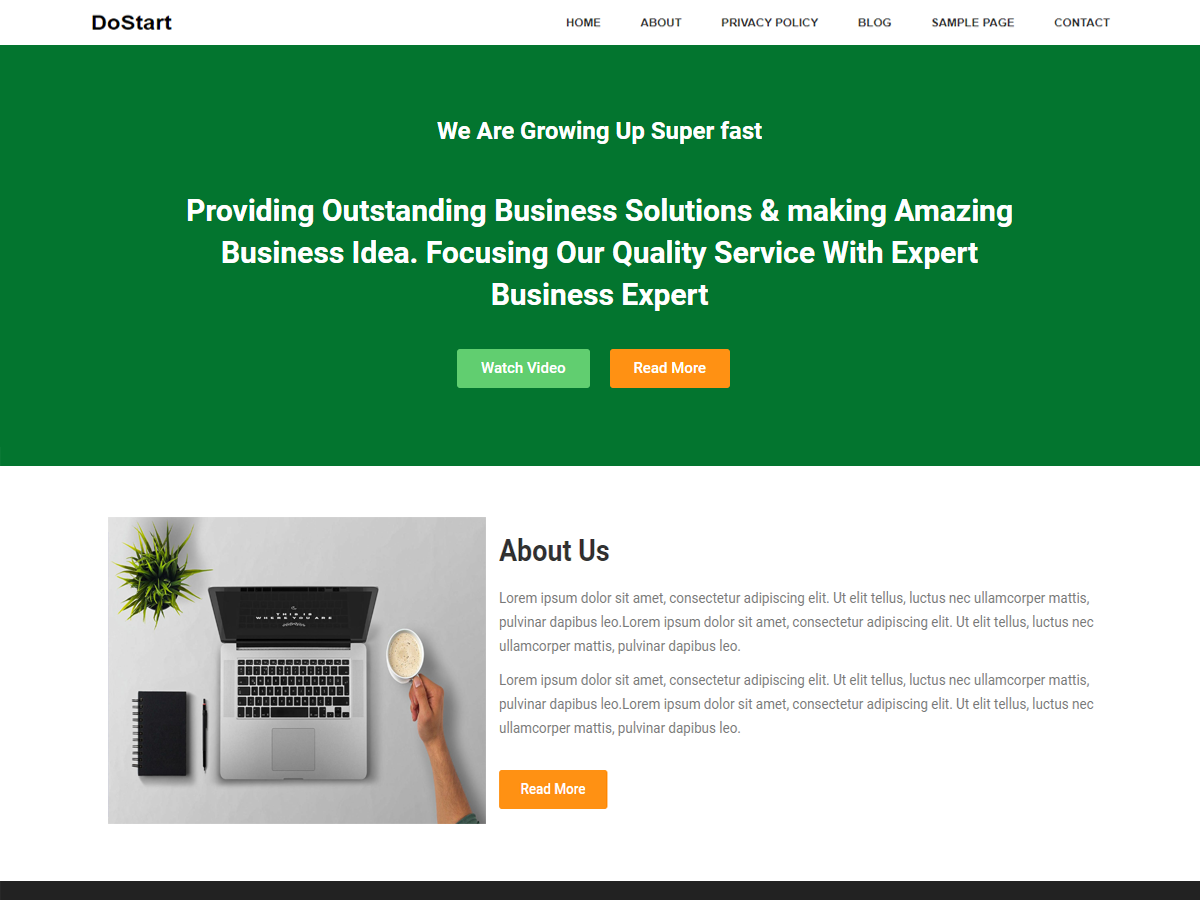 DoStart
HOME ABOUT PRIVACY POLICY BLOG SAMPLE PAGE CONTACT
We Are Growing Up Super fast
Providing Outstanding Business Solutions & making Amazing
Business Idea. Focusing Our Quality Service With Expert
Business Expert
Watch Video Read More
THIS IS
WHERE YOU ARE
About Us
Lorem ipsum dolor sit amet, consectetur adipiscing elit. Ut elit tellus, luctus nec ullamcorper mattis,
pulvinar dapibus leo.Lorem ipsum dolor sit amet, consectetur adipiscing elit. Ut elit tellus, luctus nec
ullamcorper mattis, pulvinar dapibus leo.
Lorem ipsum dolor sit amet, consectetur adipiscing elit. Ut elit tellus, luctus nec ullamcorper mattis,
pulvinar dapibus leo.Lorem ipsum dolor sit amet, consectetur adipiscing elit. Ut elit tellus, luctus nec
ullamcorper mattis, pulvinar dapibus leo.
Read More